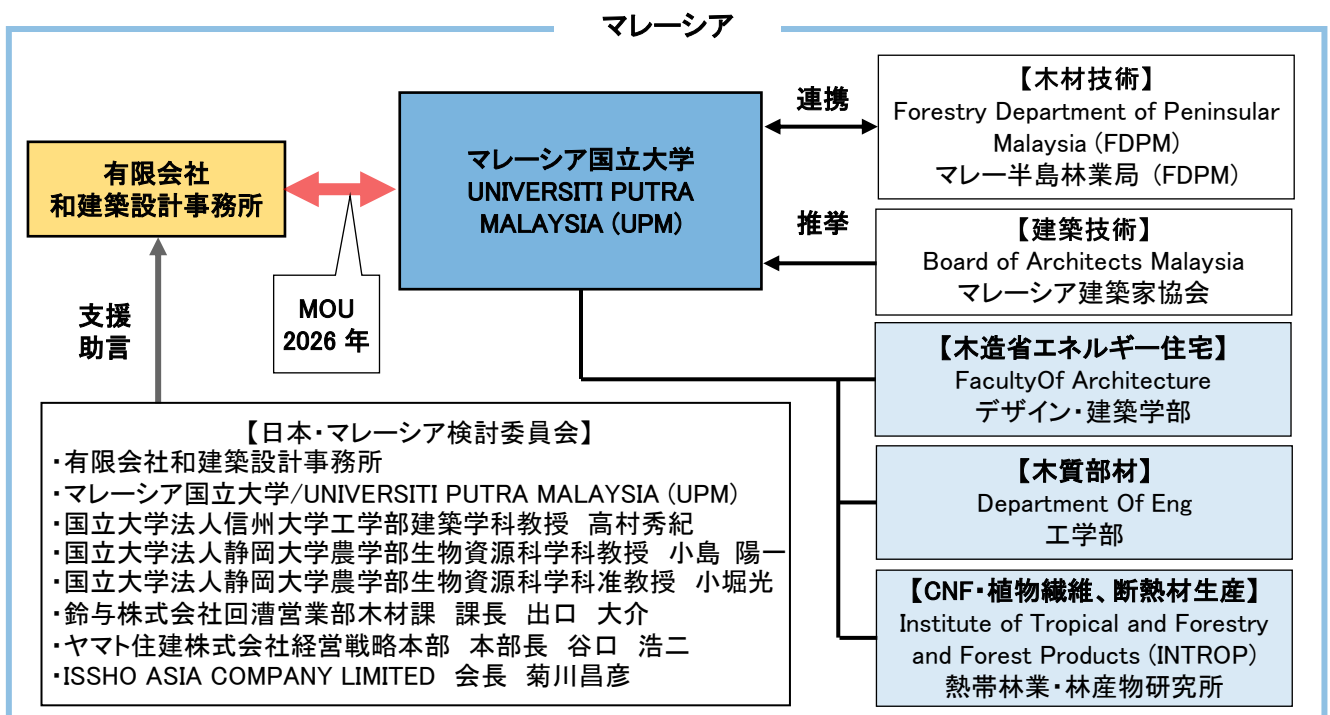 マレーシア
有限会社
和建築設計事務所
MOU
2026 年
マレーシア国立大学
UNIVERSITI PUTRA
MALAYSIA (UPM)
連携
推挙
【木材技術】
Forestry Department of Peninsular
Malaysia (FDPM)
マレー半島林業局 (FDPM)
【建築技術】
Board of Architects Malaysia
マレーシア建築家協会
【木造省エネルギー住宅】
FacultyOf Architecture
デザイン・建築学部
【木質部材】
Department Of Eng
工学部
【CNF・植物繊維、断熱材生産】
Institute of Tropical and Forestry
and Forest Products (INTROP)
熱帯林業・林産物研究所
支援
助言
【日本・マレーシア検討委員会】
・有限会社和建築設計事務所
・マレーシア国立大学/UNIVERSITI PUTRA MALAYSIA (UPM)
・国立大学法人信州大学工学部建築学科教授 高村秀紀
・国立大学法人静岡大学農学部生物資源科学科教授 小島 陽一
・国立大学法人静岡大学農学部生物資源科学科准教授 小堀光
・鈴与株式会社回漕営業部木材課 課長 出口 大介
・ヤマト住建株式会社経営戦略本部 本部長 谷口 浩二
・ISSHO ASIA COMPANY LIMITED 会長 菊川昌彦